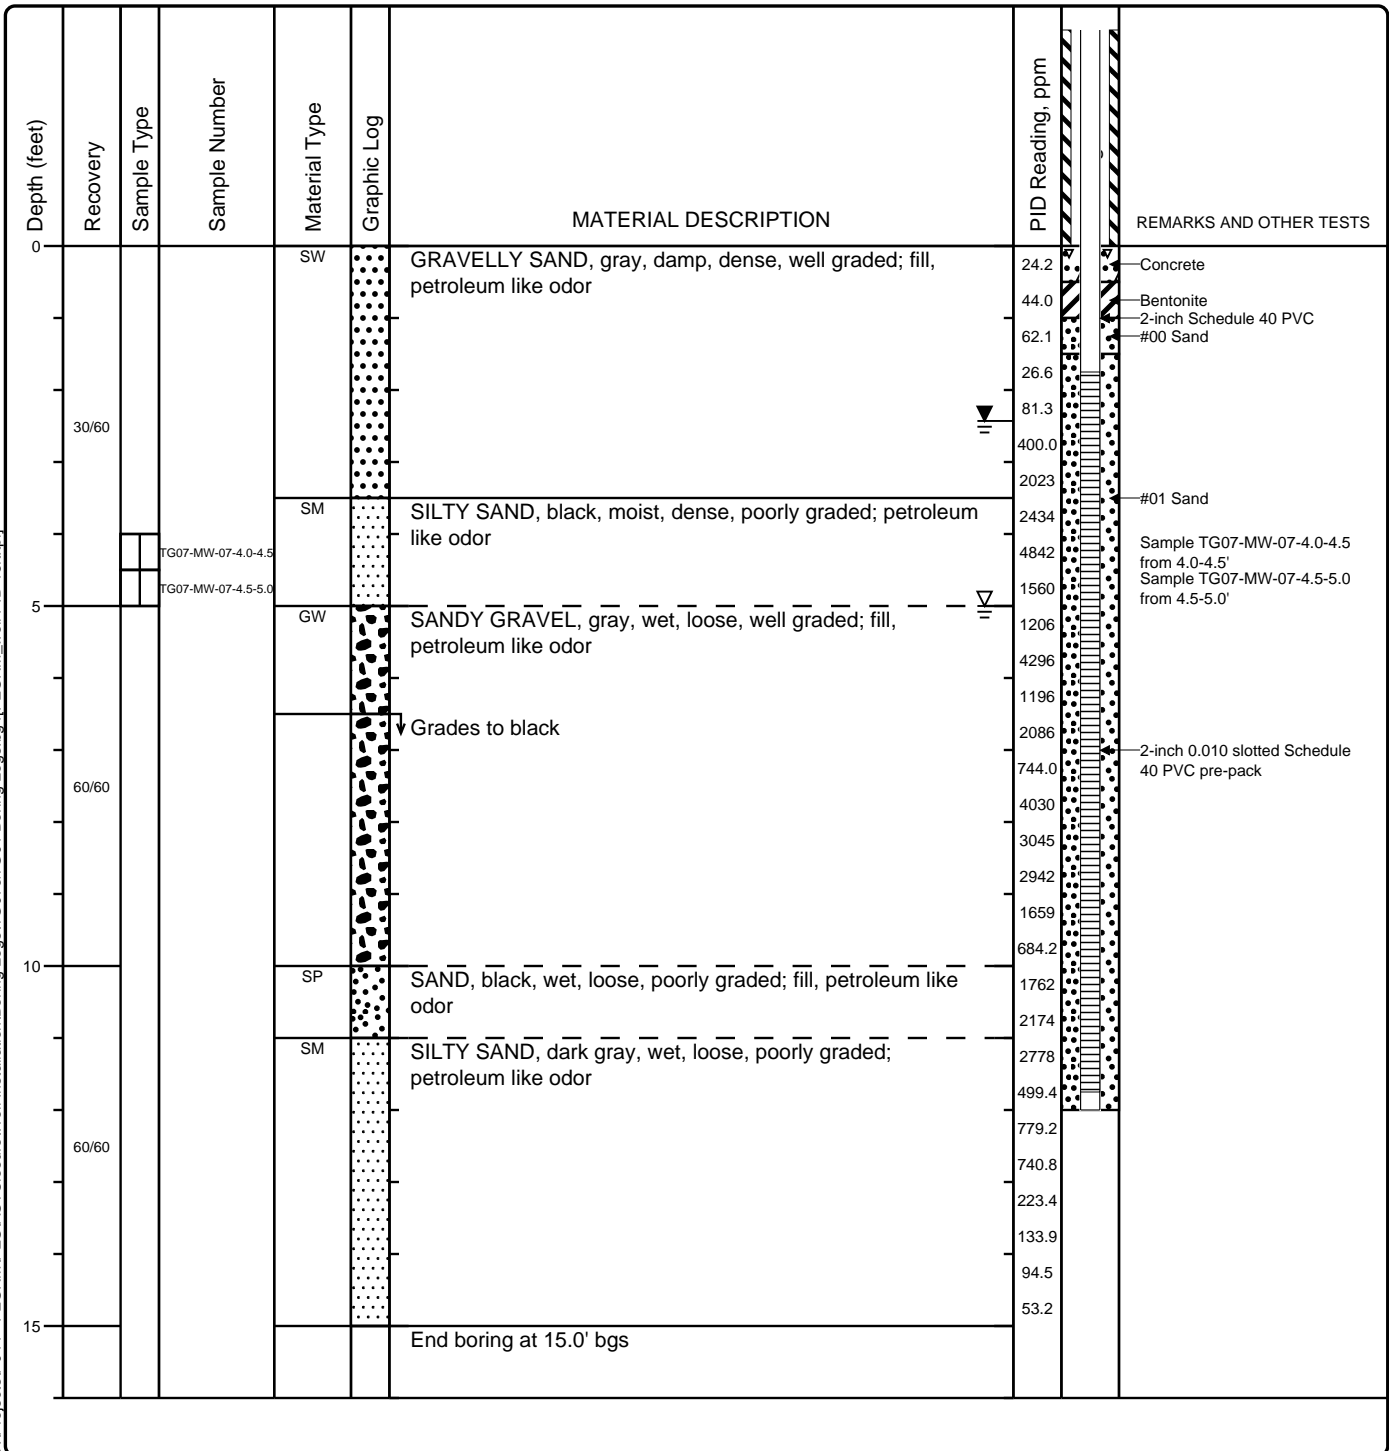 Depth (feet)
Recovery
Sample Type
Sample Number
Material Type
Graphic Log
MATERIAL DESCRIPTION
PID Reading, ppm
REMARKS AND OTHER TESTS
0
SW
GRAVELLY SAND, gray, damp, dense, well graded; fill,
petroleum like odor
24.2
Concrete
44.0
Bentonite
2-inch Schedule 40 PVC
62.1
#00 Sand
26.6
81.3
30/60
400.0
2023
#01 Sand
SM
SILTY SAND, black, moist, dense, poorly graded; petroleum
like odor
2434
TG07-MW-07-4.0-4.5
4842
Sample TG07-MW-07-4.0-4.5
from 4.0-4.5'
TG07-MW-07-4.5-5.0
1560
Sample TG07-MW-07-4.5-5.0
from 4.5-5.0'
5
GW
SANDY GRAVEL, gray, wet, loose, well graded; fill,
petroleum like odor
1206
4296
1196
Grades to black
2086
2-inch 0.010 slotted Schedule
40 PVC pre-pack
744.0
60/60
4030
3045
2942
1659
684.2
10
SP
SAND, black, wet, loose, poorly graded; fill, petroleum like
odor
1762
2174
SM
SILTY SAND, dark gray, wet, loose, poorly graded;
petroleum like odor
2778
499.4
779.2
60/60
740.8
223.4
133.9
94.5
53.2
15
End boring at 15.0' bgs